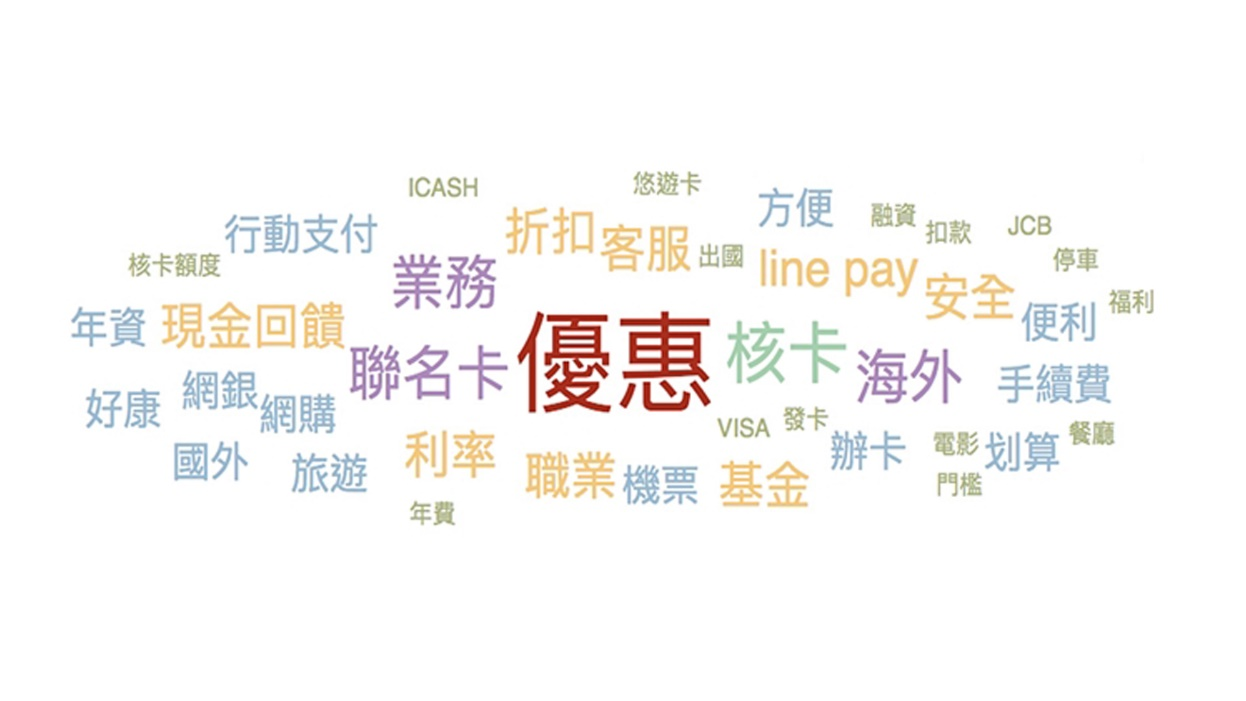 ICASH
悠遊卡
方便
融資
JCB
行動支付
折扣
客服
扣款
出國
停車
核卡額度
業務
line pay
安全
福利
年資
現金回饋
優惠
便利
聯名卡
核卡
海外
手續費
好康
網銀
網購
VISA
發卡
餐廳
國外
旅遊
利率
辦卡
電影
划算
職業
機票
基金
門檻
年費